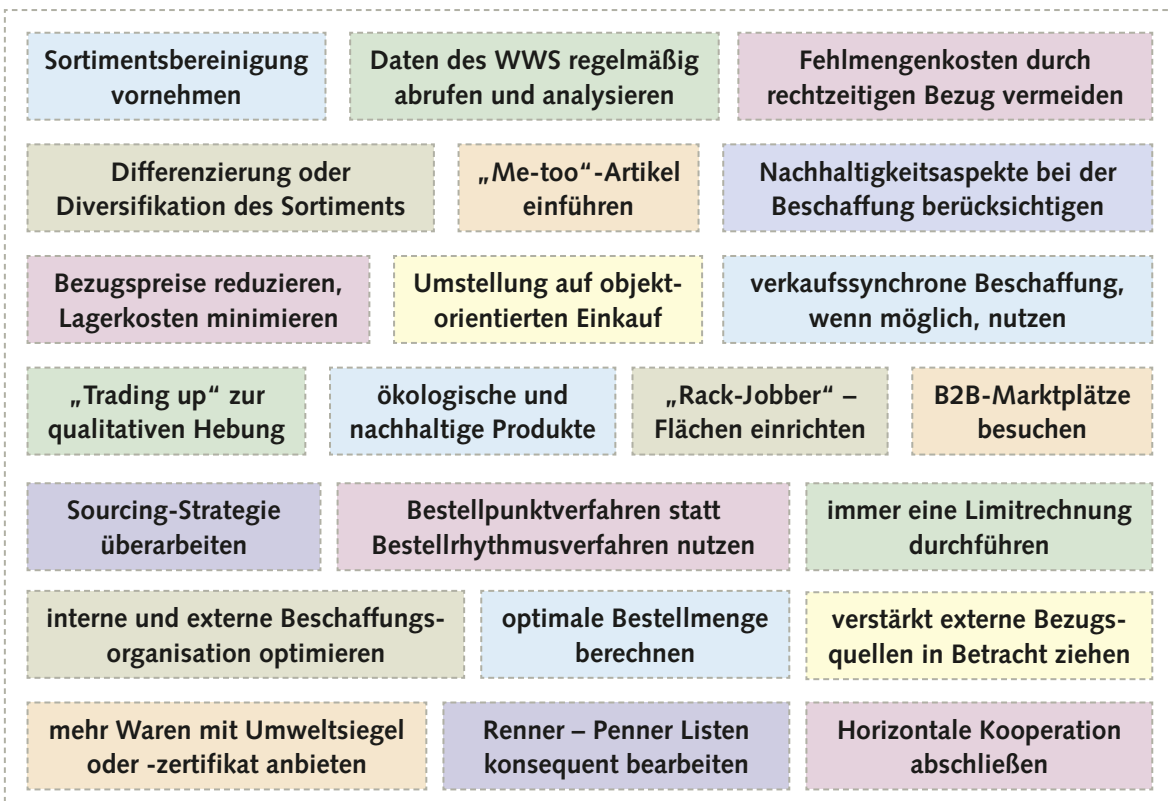 Sortimentsbereinigung
vornehmen
Daten des WWS regelmäßig
abrufen und analysieren
Fehlmengenkosten durch
rechtzeitigen Bezug vermeiden
Differenzierung oder
Diversifikation des Sortiments
„Me-too“-Artikel
einführen
Nachhaltigkeitsaspekte bei der
Beschaffung berücksichtigen
Bezugspreise reduzieren,
Lagerkosten minimieren
Umstellung auf objekt-
orientierten Einkauf
verkaufssynchrone Beschaffung,
wenn möglich, nutzen
„Trading up“ zur
qualitativen Hebung
ökologische und
nachhaltige Produkte
„Rack-Jobber“ –
Flächen einrichten
B2B-Marktplätze
besuchen
Sourcing-Strategie
überarbeiten
Bestellpunktverfahren statt
Bestellrhythmusverfahren nutzen
immer eine Limitrechnung
durchführen
interne und externe Beschaffungs-
organisation optimieren
optimale Bestellmenge
berechnen
verstärkt externe Bezugs-
quellen in Betracht ziehen
mehr Waren mit Umweltsiegel
oder -zertifikat anbieten
Renner – Penner Listen
konsequent bearbeiten
Horizontale Kooperation
abschließen